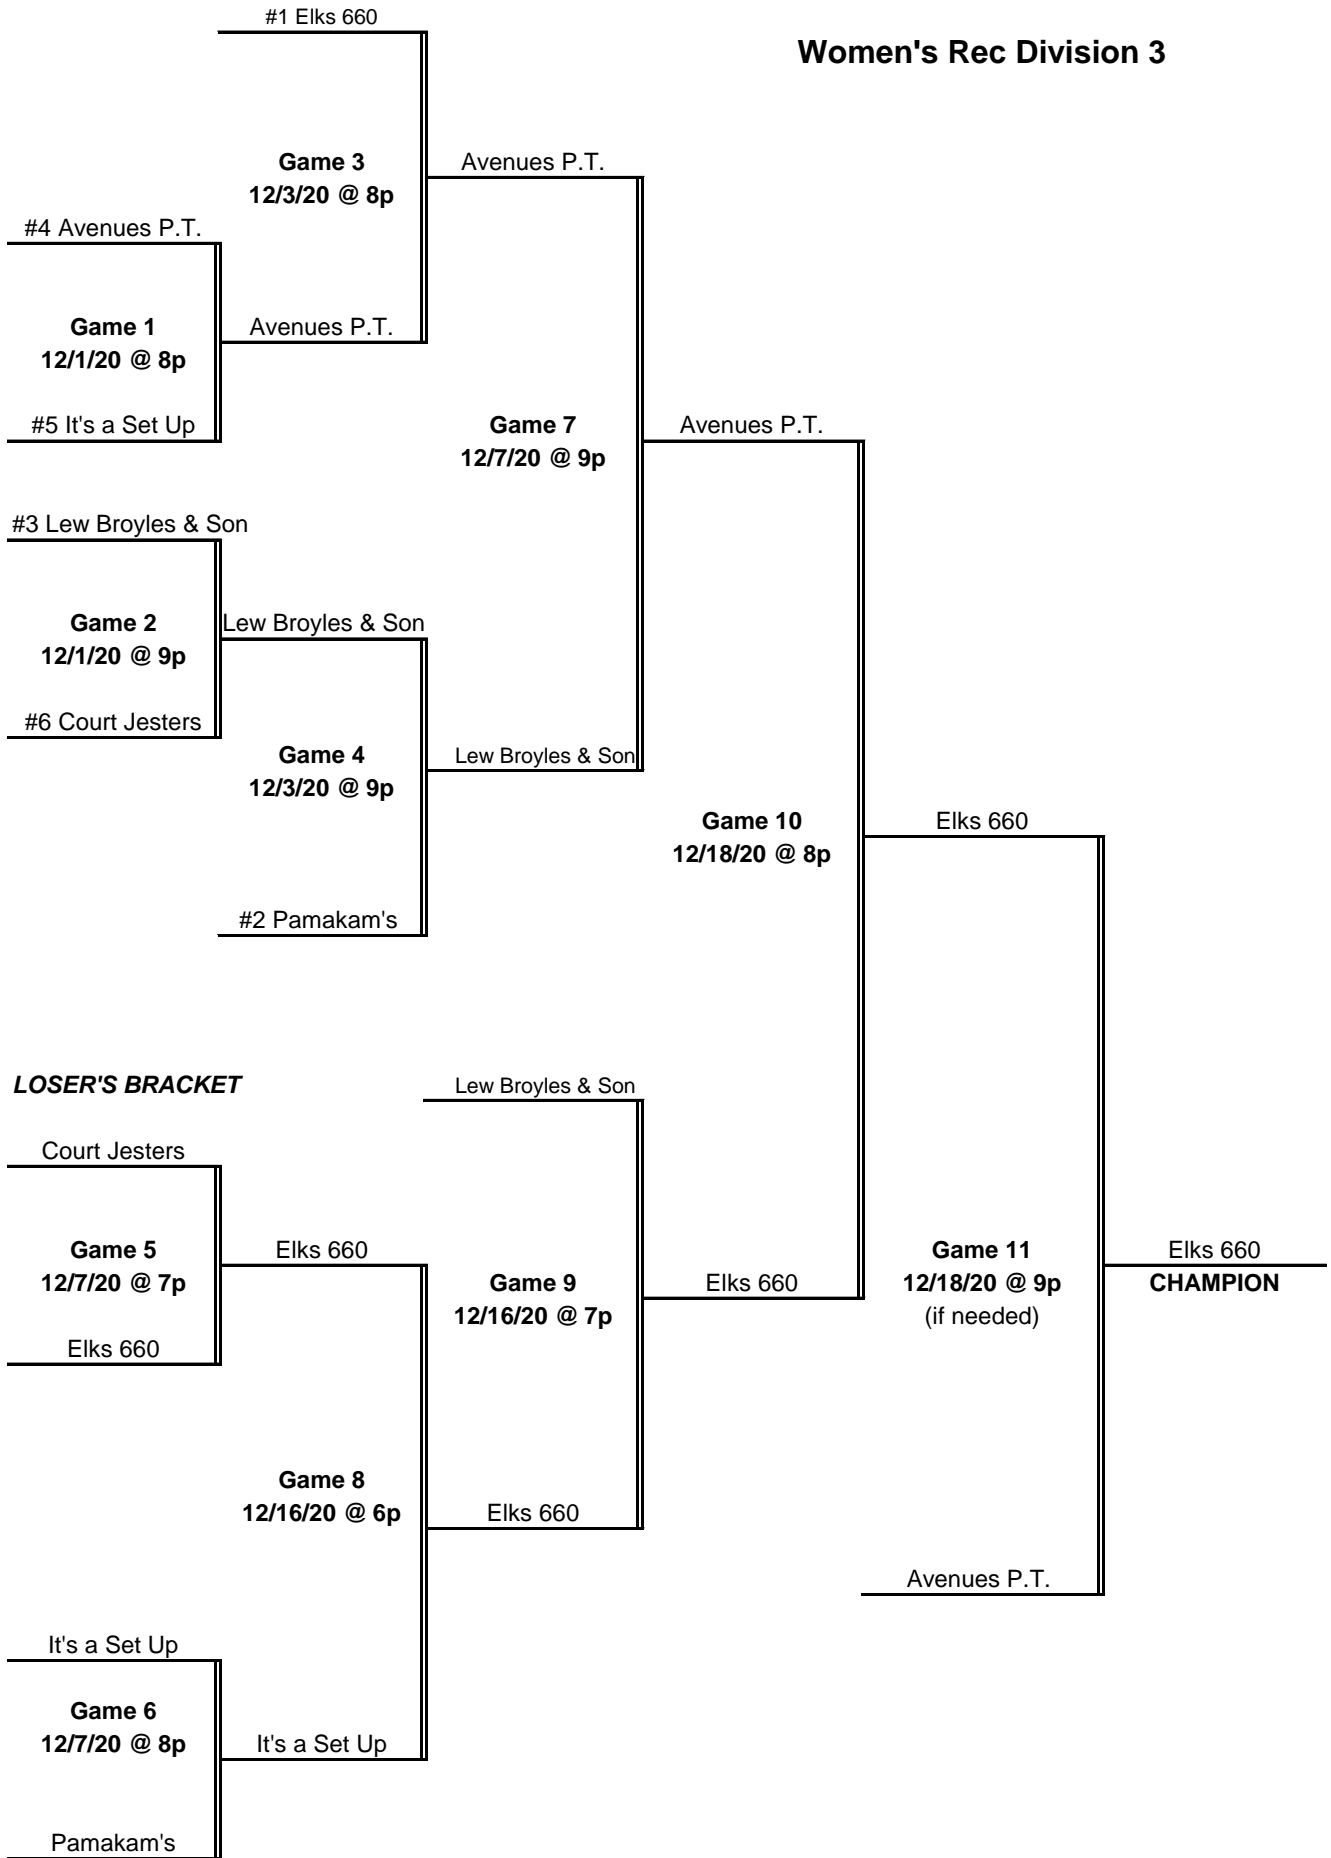 #1 Elks 660
Women's Rec Division 3
Game 3
12/3/20 @ 8p
Avenues P.T.
#4 Avenues P.T.
Game 1
12/1/20 @ 8p
Avenues P.T.
#5 It's a Set Up
Game 7
12/7/20 @ 9p
Avenues P.T.
#3 Lew Broyles & Son
Game 2
12/1/20 @ 9p
Lew Broyles & Son
#6 Court Jesters
Game 4
12/3/20 @ 9p
Lew Broyles & Son
Game 10
12/18/20 @ 8p
Elks 660
#2 Pamakam's
LOSER'S BRACKET
Lew Broyles & Son
Court Jesters
Game 5
12/7/20 @ 7p
Elks 660
Elks 660
Game 9
12/16/20 @ 7p
Elks 660
Game 11
12/18/20 @ 9p
(if needed)
Elks 660
CHAMPION
Game 8
12/16/20 @ 6p
Elks 660
Avenues P.T.
It's a Set Up
Game 6
12/7/20 @ 8p
It's a Set Up
Pamakam's